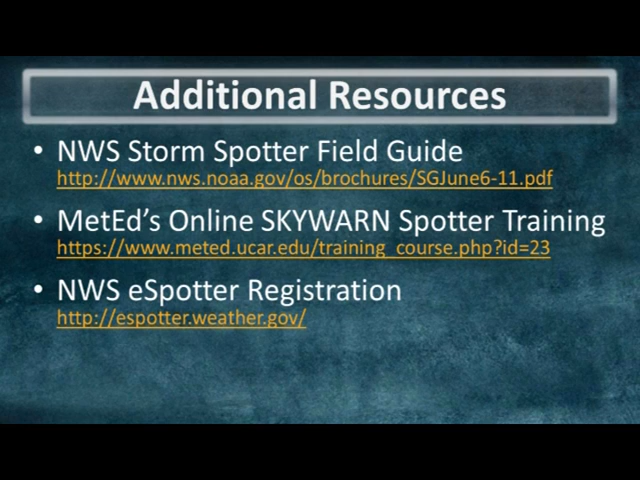 Additional Resources
• NWS Storm Spotter Field Guide
http://www.nws.noaa.gov/os/brochures/SGJune6-11.pdf
• MetEd's Online SKYWARN Spotter Training
https://www.meted.ucar.edu/training_course.php?id=23
• NWS eSpotter Registration
http://espotter.weather.gov/